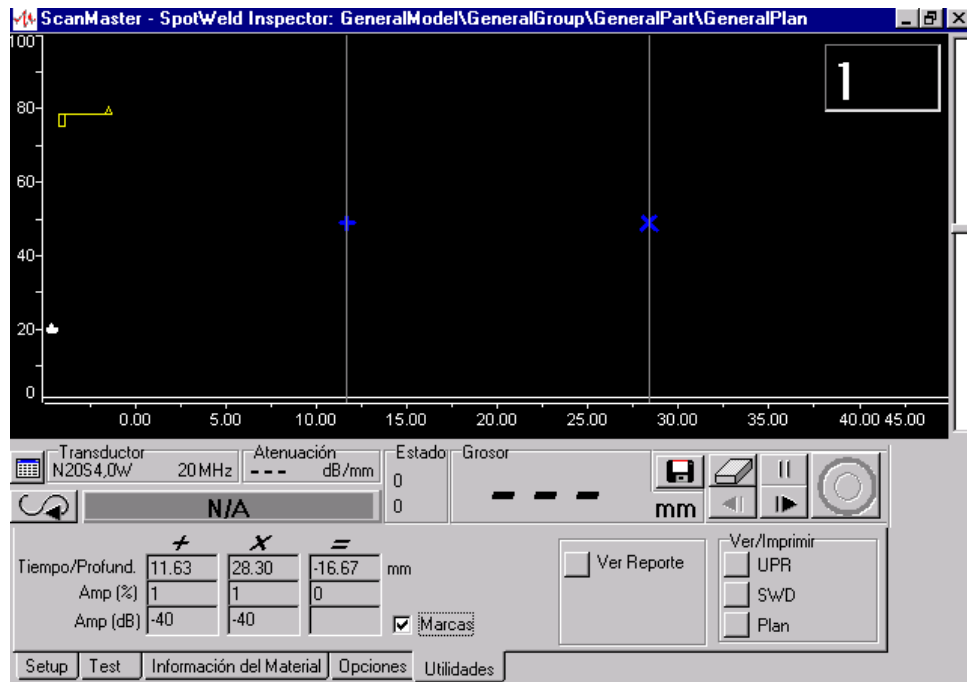 ScanMaster - SpotWeld Inspector: GeneralModel\GeneralGroup\GeneralPart\GeneralPlan
100
1
80
60
40
20
0
0.00 5.00 10.00 15.00 20.00 25.00 30.00 35.00 40.00 45.00
Transductor Atenuación Estado Grosor
N20S4,0W 20 MHz - - - dB/mm 0
N/A 0 - - - mm
+ X =
Tiempo/Profund. 11.63 28.30 -16.67 mm
Amp (%) 1 1 0
Amp (dB) -40 -40
Marcas
Ver Reporte
Ver/Imprimir
UPR
SWD
Plan
Setup Test Información del Material Opciones Utilidades